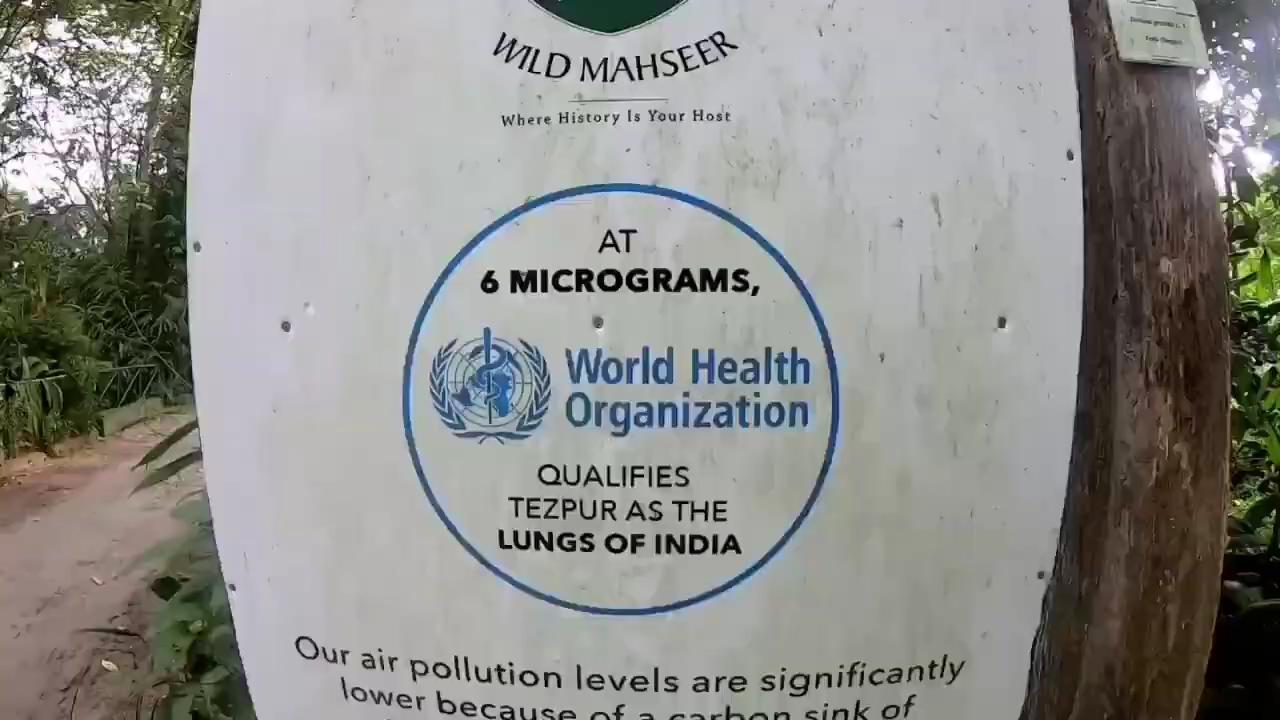 WILD MAHSEER
Where History Is Your Host
AT
6 MICROGRAMS,
World Health
Organization
QUALIFIES
TEZPUR AS THE
LUNGS OF INDIA
Our air pollution levels are significantly
lower because of a carbon sink of